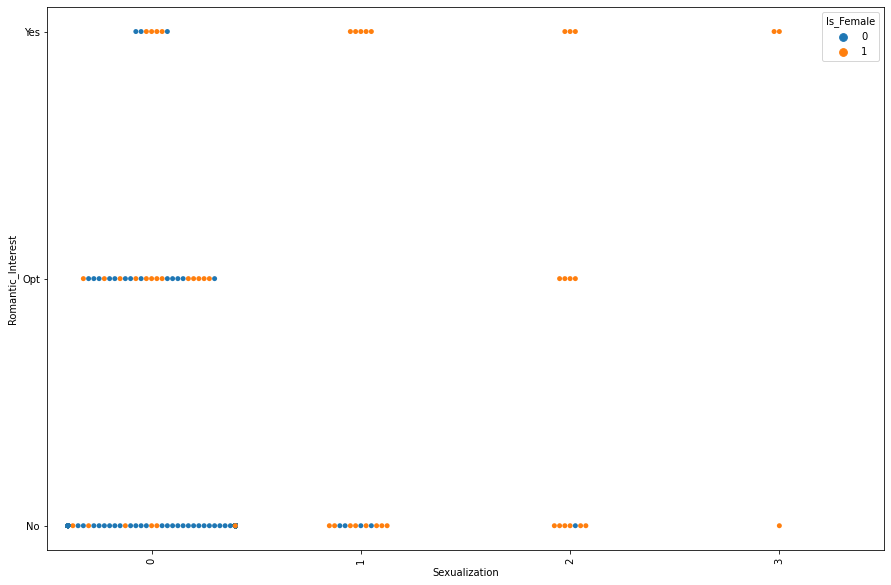 Is_Female
0
1
Yes
Opt
No
Romantic_Interest
0
1
2
3
Sexualization